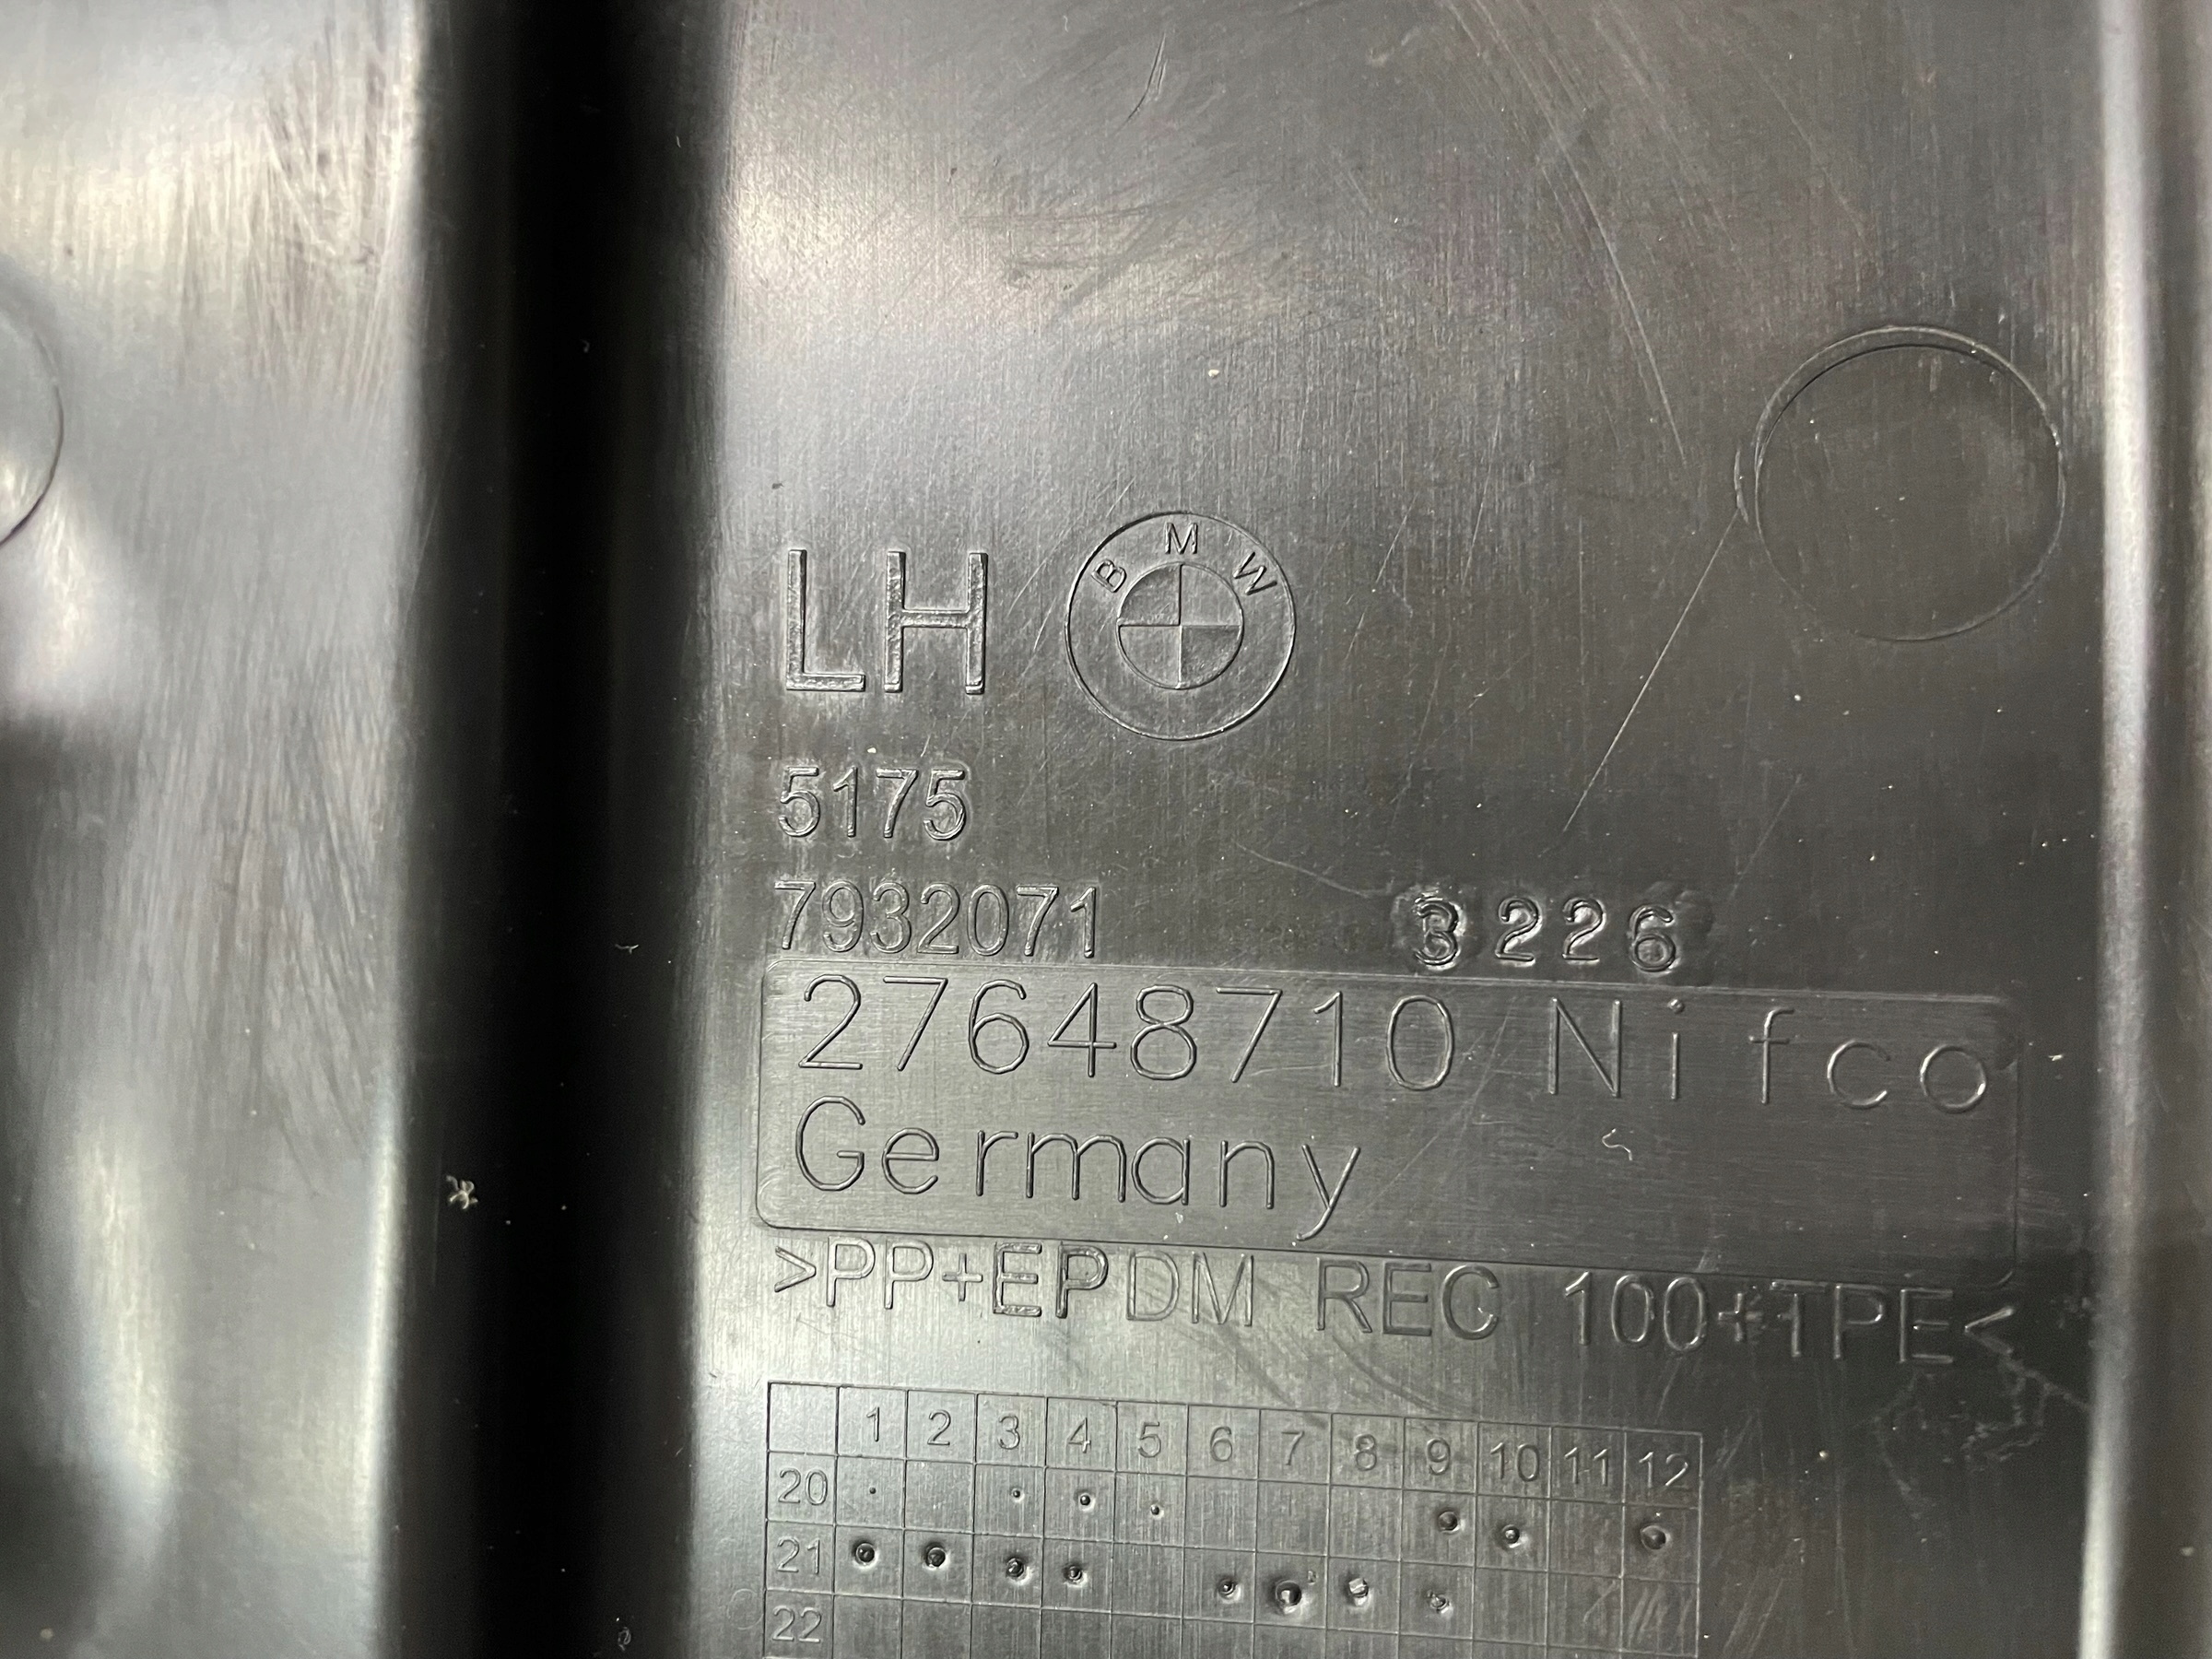 LH BMW
5175
7932071 3226
27648710 Nifco
Germany
>PP+EPDM REC 100+TPE<
1 2 3 4 5 6 7 8 9 10 11 12
20
21
22